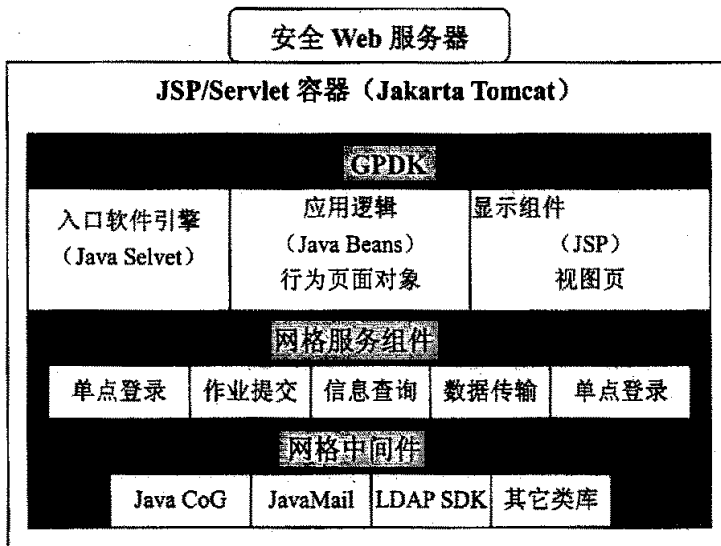 安全 Web 服务器
JSP/Servlet 容器（Jakarta Tomcat）
GPDK
入口软件引擎
（Java Selvet）
应用逻辑
（Java Beans）
行为页面对象
显示组件
（JSP）
视图页
网格服务组件
单点登录 作业提交 信息查询 数据传输 单点登录
网格中间件
Java CoG JavaMail LDAP SDK 其它类库